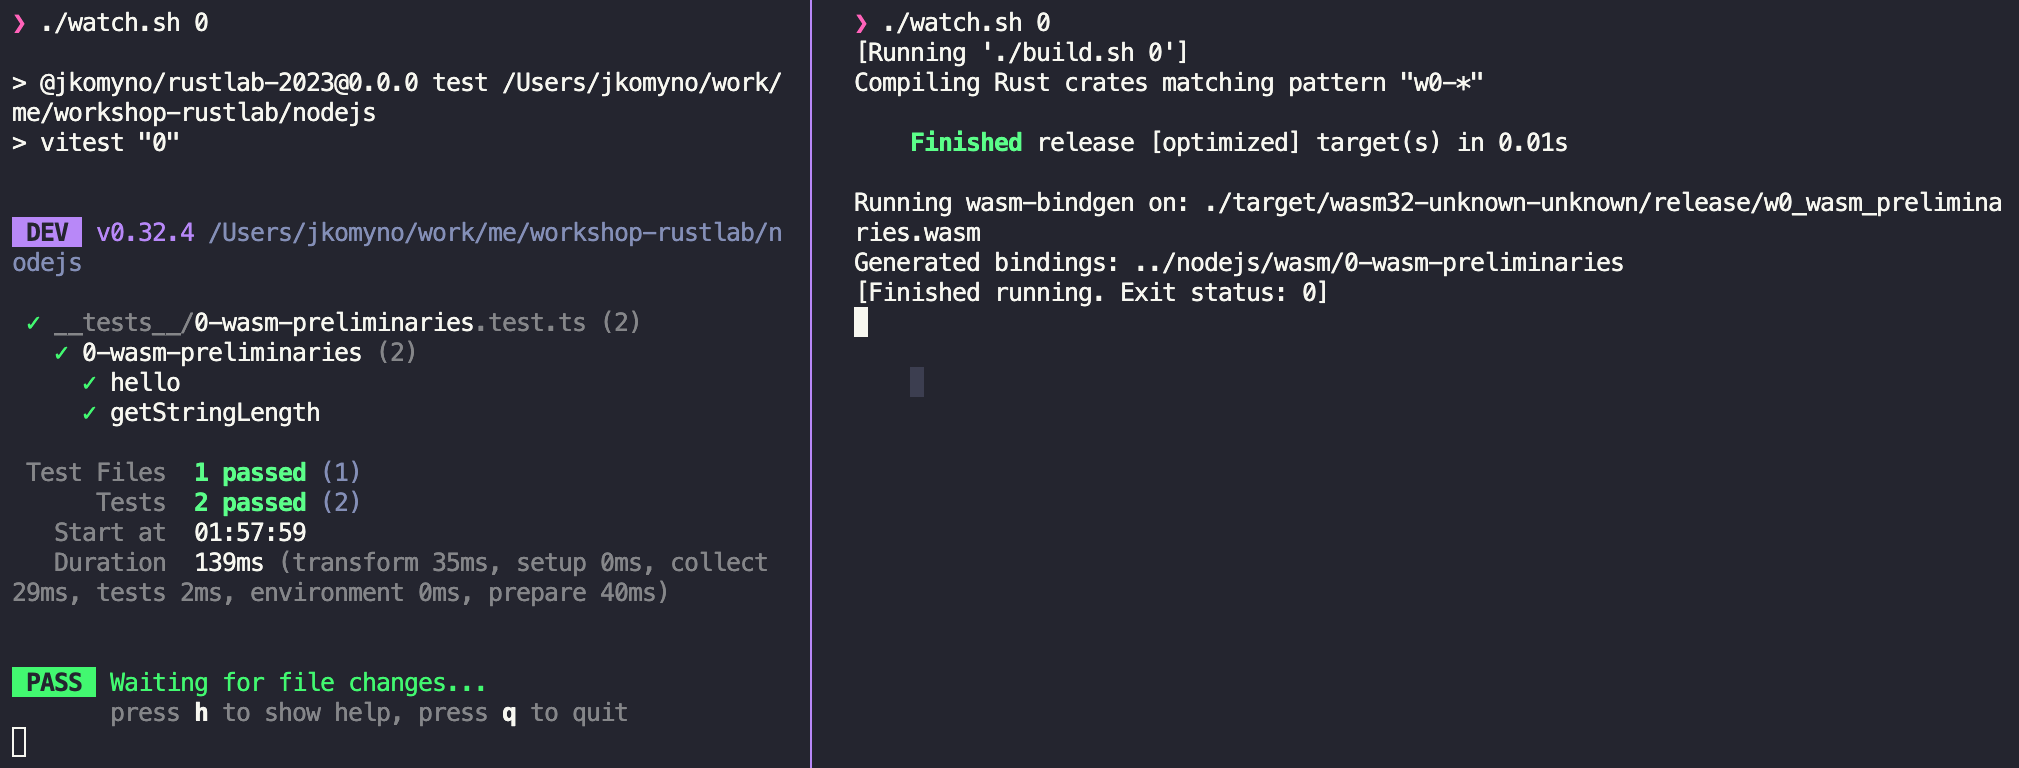 ❯ ./watch.sh 0
> @jkomyno/rustlab-2023@0.0.0 test /Users/jkomyno/work/
me/workshop-rustlab/nodejs
> vitest "0"
DEV v0.32.4 /Users/jkomyno/work/me/workshop-rustlab/n
odejs
✓ __tests__/0-wasm-preliminaries.test.ts (2)
✓ 0-wasm-preliminaries (2)
✓ hello
✓ getStringLength
Test Files 1 passed (1)
Tests 2 passed (2)
Start at 01:57:59
Duration 139ms (transform 35ms, setup 0ms, collect
29ms, tests 2ms, environment 0ms, prepare 40ms)
PASS Waiting for file changes...
press h to show help, press q to quit
❯ ./watch.sh 0
[Running './build.sh 0']
Compiling Rust crates matching pattern "w0-*"
Finished release [optimized] target(s) in 0.01s
Running wasm-bindgen on: ./target/wasm32-unknown-unknown/release/w0_wasm_prelimina
ries.wasm
Generated bindings: ../nodejs/wasm/0-wasm-preliminaries
[Finished running. Exit status: 0]